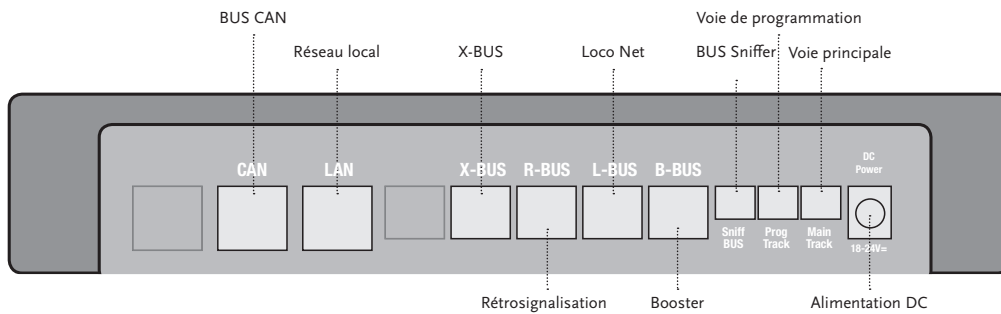 BUS CAN
Voie de programmation
Réseau local
X-BUS
Loco Net
BUS Sniffer
Voie principale
DC
Power
CAN
LAN
X-BUS
R-BUS
L-BUS
B-BUS
Sniff
BUS
Prog
Track
Main
Track
18-24V=
Rétrosignalisation
Booster
Alimentation DC